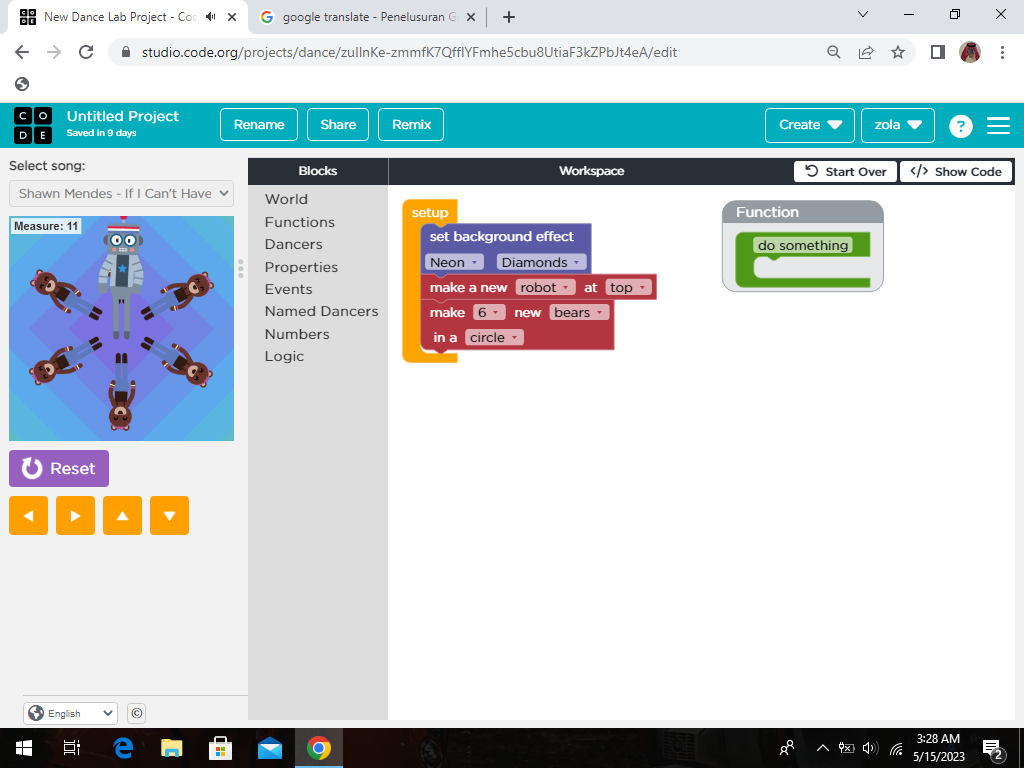 New Dance Lab Project - Co
google translate - Penelusuran G
studio.code.org/projects/dance/zullnKe-zmmfK7QfflYFmhe5cbu8UtiaF3kZPbJt4eA/edit
C O
D E
Untitled Project
Saved in 9 days
Rename
Share
Remix
Create
zola
?
Select song:
Shawn Mendes - If I Can't Have
Measure: 11
Reset
English
©
Blocks
World
Functions
Dancers
Properties
Events
Named Dancers
Numbers
Logic
Workspace
Start Over
</> Show Code
setup
set background effect
Neon Diamonds
make a new robot at top
make 6 new bears
in a circle
Function
do something
3:28 AM
5/15/2023
2